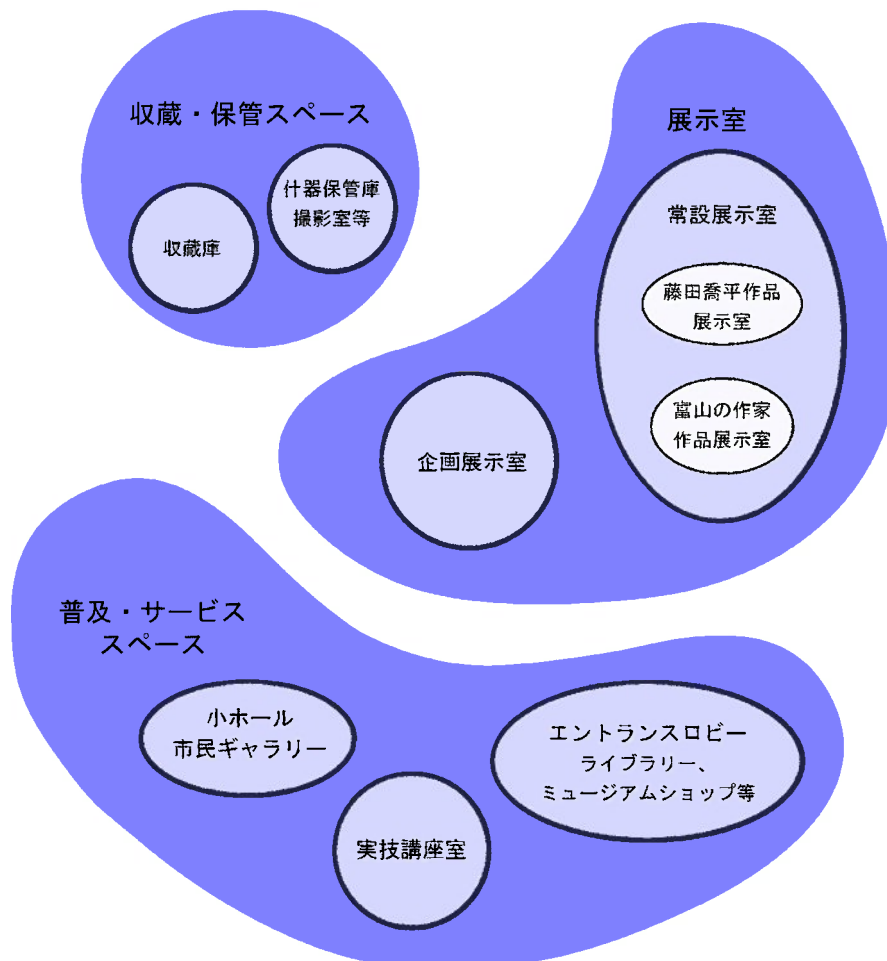 収蔵・保管スペース
什器保管庫
撮影室等
収蔵庫
展示室
常設展示室
藤田喬平作品
展示室
富山の作家
作品展示室
企画展示室
普及・サービス
スペース
小ホール
市民ギャラリー
エントランスロビー
ライブラリー、
ミュージアムショップ等
実技講座室